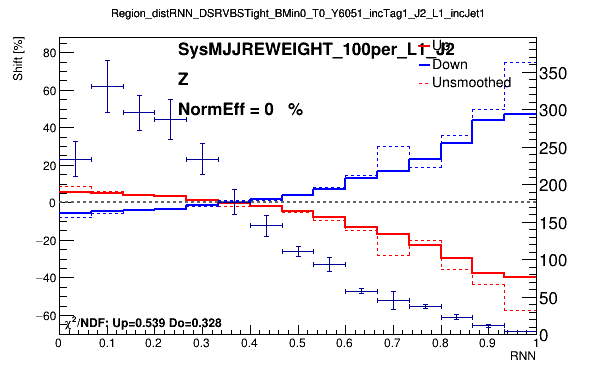 Region_distRNN_DSRVBSTight_BMin0_T0_Y6051_incTag1_J2_L1_incJet1
Shift [%]
SysMJJREWEIGHT_100per_L1_J2
Z
NormEff = 0 %
Up
Down
Unsmoothed
80
60
40
20
0
−20
−40
−60
350
300
250
200
150
100
50
0
χ²/NDF: Up=0.539 Do=0.328
0 0.1 0.2 0.3 0.4 0.5 0.6 0.7 0.8 0.9 1
RNN